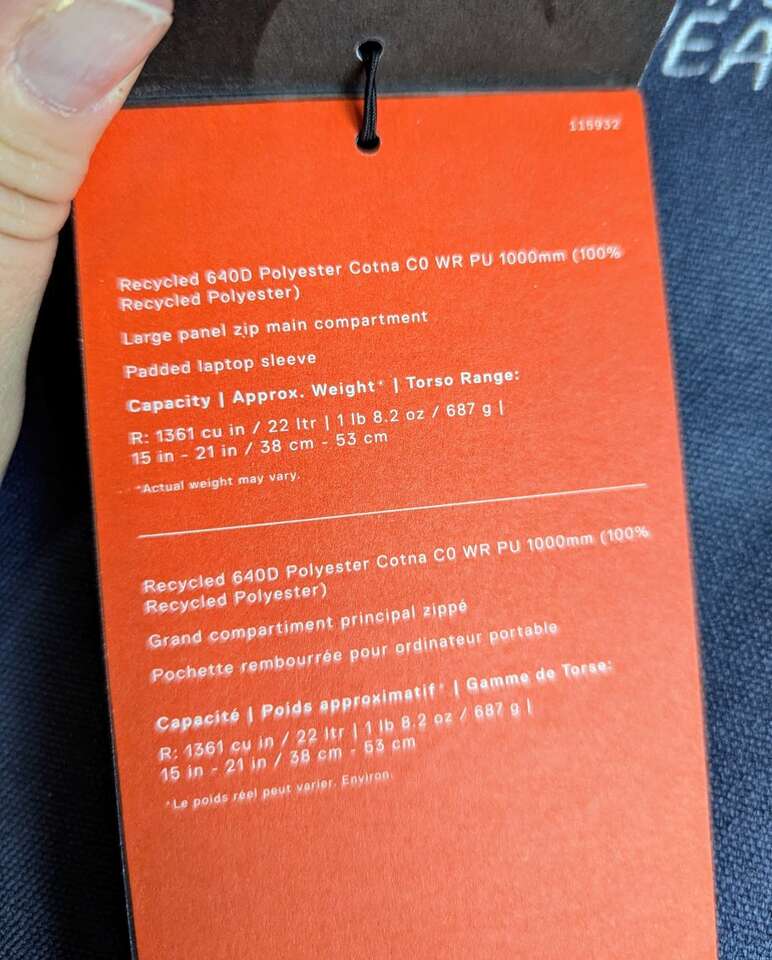 EA
115932
Recycled 640D Polyester Cotna C0 WR PU 1000mm (100%
Recycled Polyester)
Large panel zip main compartment
Padded laptop sleeve
Capacity | Approx. Weight* | Torso Range:
R: 1361 cu in / 22 ltr | 1 lb 8.2 oz / 687 g |
15 in - 21 in / 38 cm - 53 cm
*Actual weight may vary.
Recycled 640D Polyester Cotna C0 WR PU 1000mm (100%
Recycled Polyester)
Grand compartiment principal zippé
Pochette rembourrée pour ordinateur portable
Capacité | Poids approximatif* | Gamme de Torse:
R: 1361 cu in / 22 ltr | 1 lb 8.2 oz / 687 g |
15 in - 21 in / 38 cm - 53 cm
*Le poids réel peut varier. Environ.